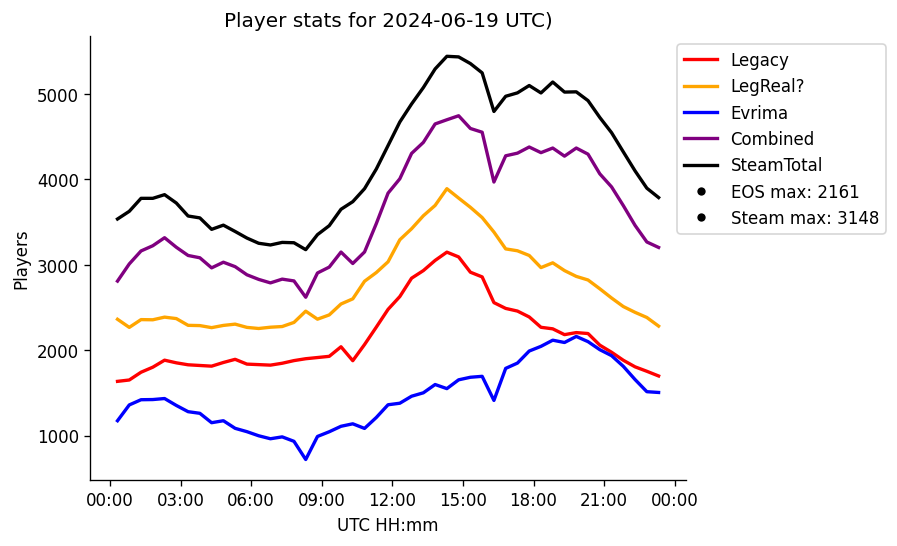 Player stats for 2024-06-19 UTC)
Legacy
LegReal?
Evrima
Combined
SteamTotal
EOS max: 2161
Steam max: 3148
Players
5000
4000
3000
2000
1000
00:00 03:00 06:00 09:00 12:00 15:00 18:00 21:00 00:00
UTC HH:mm